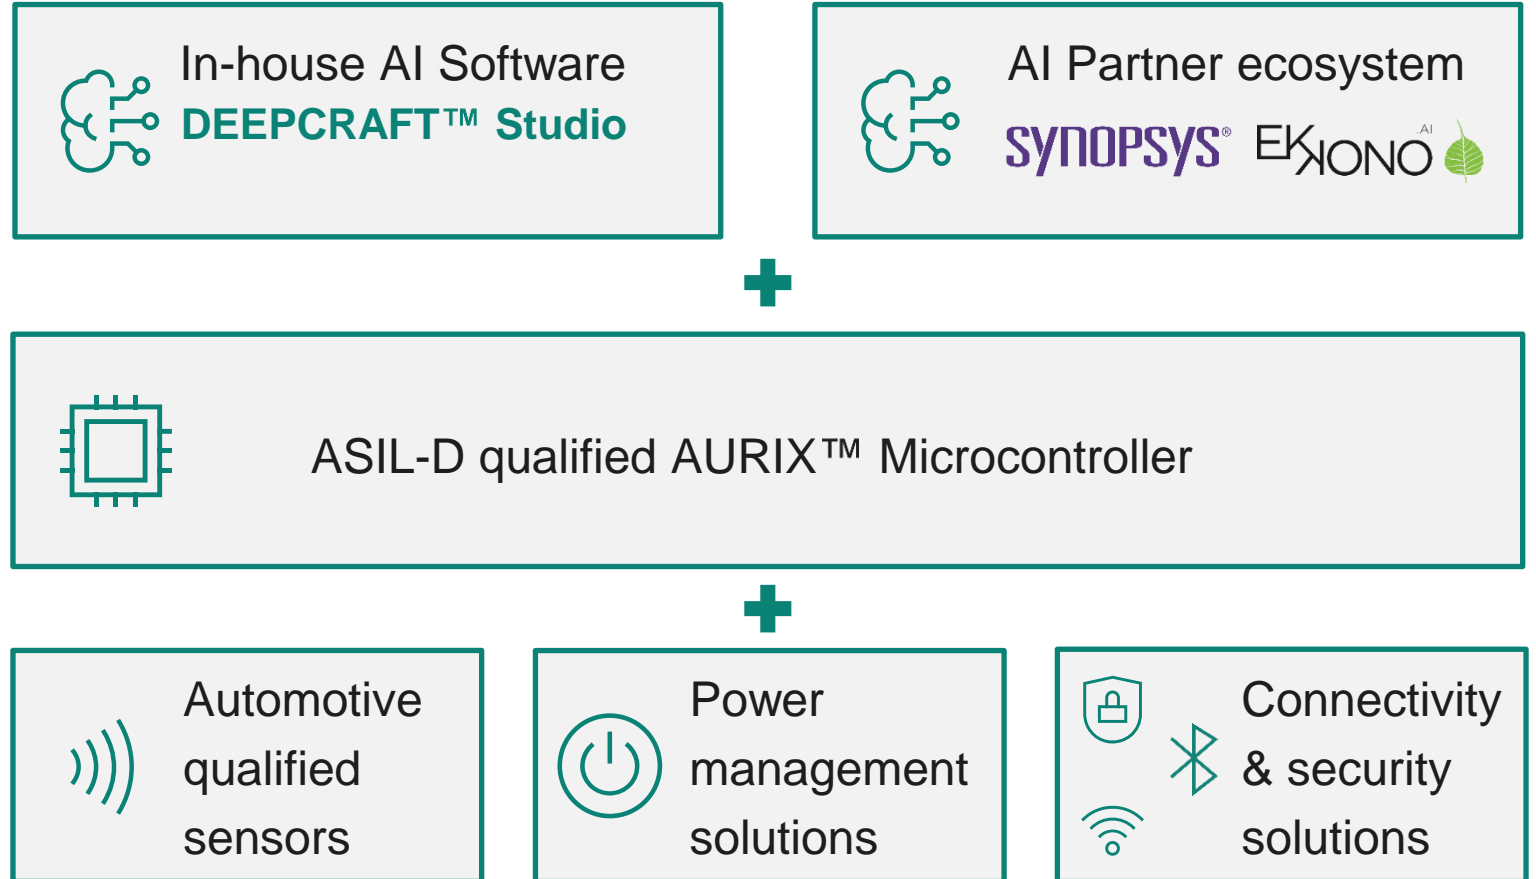 In-house AI Software
DEEPCRAFT™ Studio
AI Partner ecosystem
SYNOPSYS® EKKONO .AI
ASIL-D qualified AURIX™ Microcontroller
Automotive
qualified
sensors
Power
management
solutions
Connectivity
& security
solutions